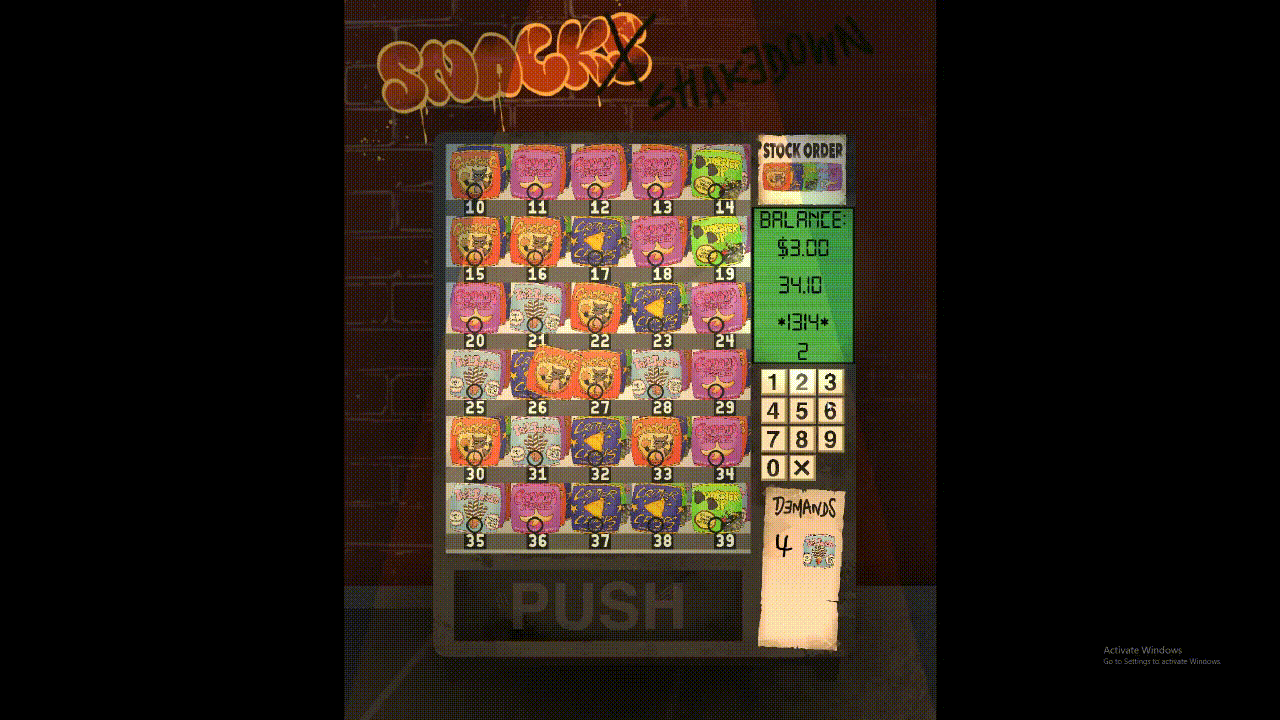 SNACKS
SHAKEDOWN
STOCK ORDER
BALANCE:
$3.00
34.10
*1314*
2
10 11 12 13 14
15 16 17 18 19
20 21 22 23 24
25 26 27 28 29
30 31 32 33 34
35 36 37 38 39
1 2 3
4 5 6
7 8 9
0 X
DEMANDS
4
PUSH
Activate Windows
Go to Settings to activate Windows.